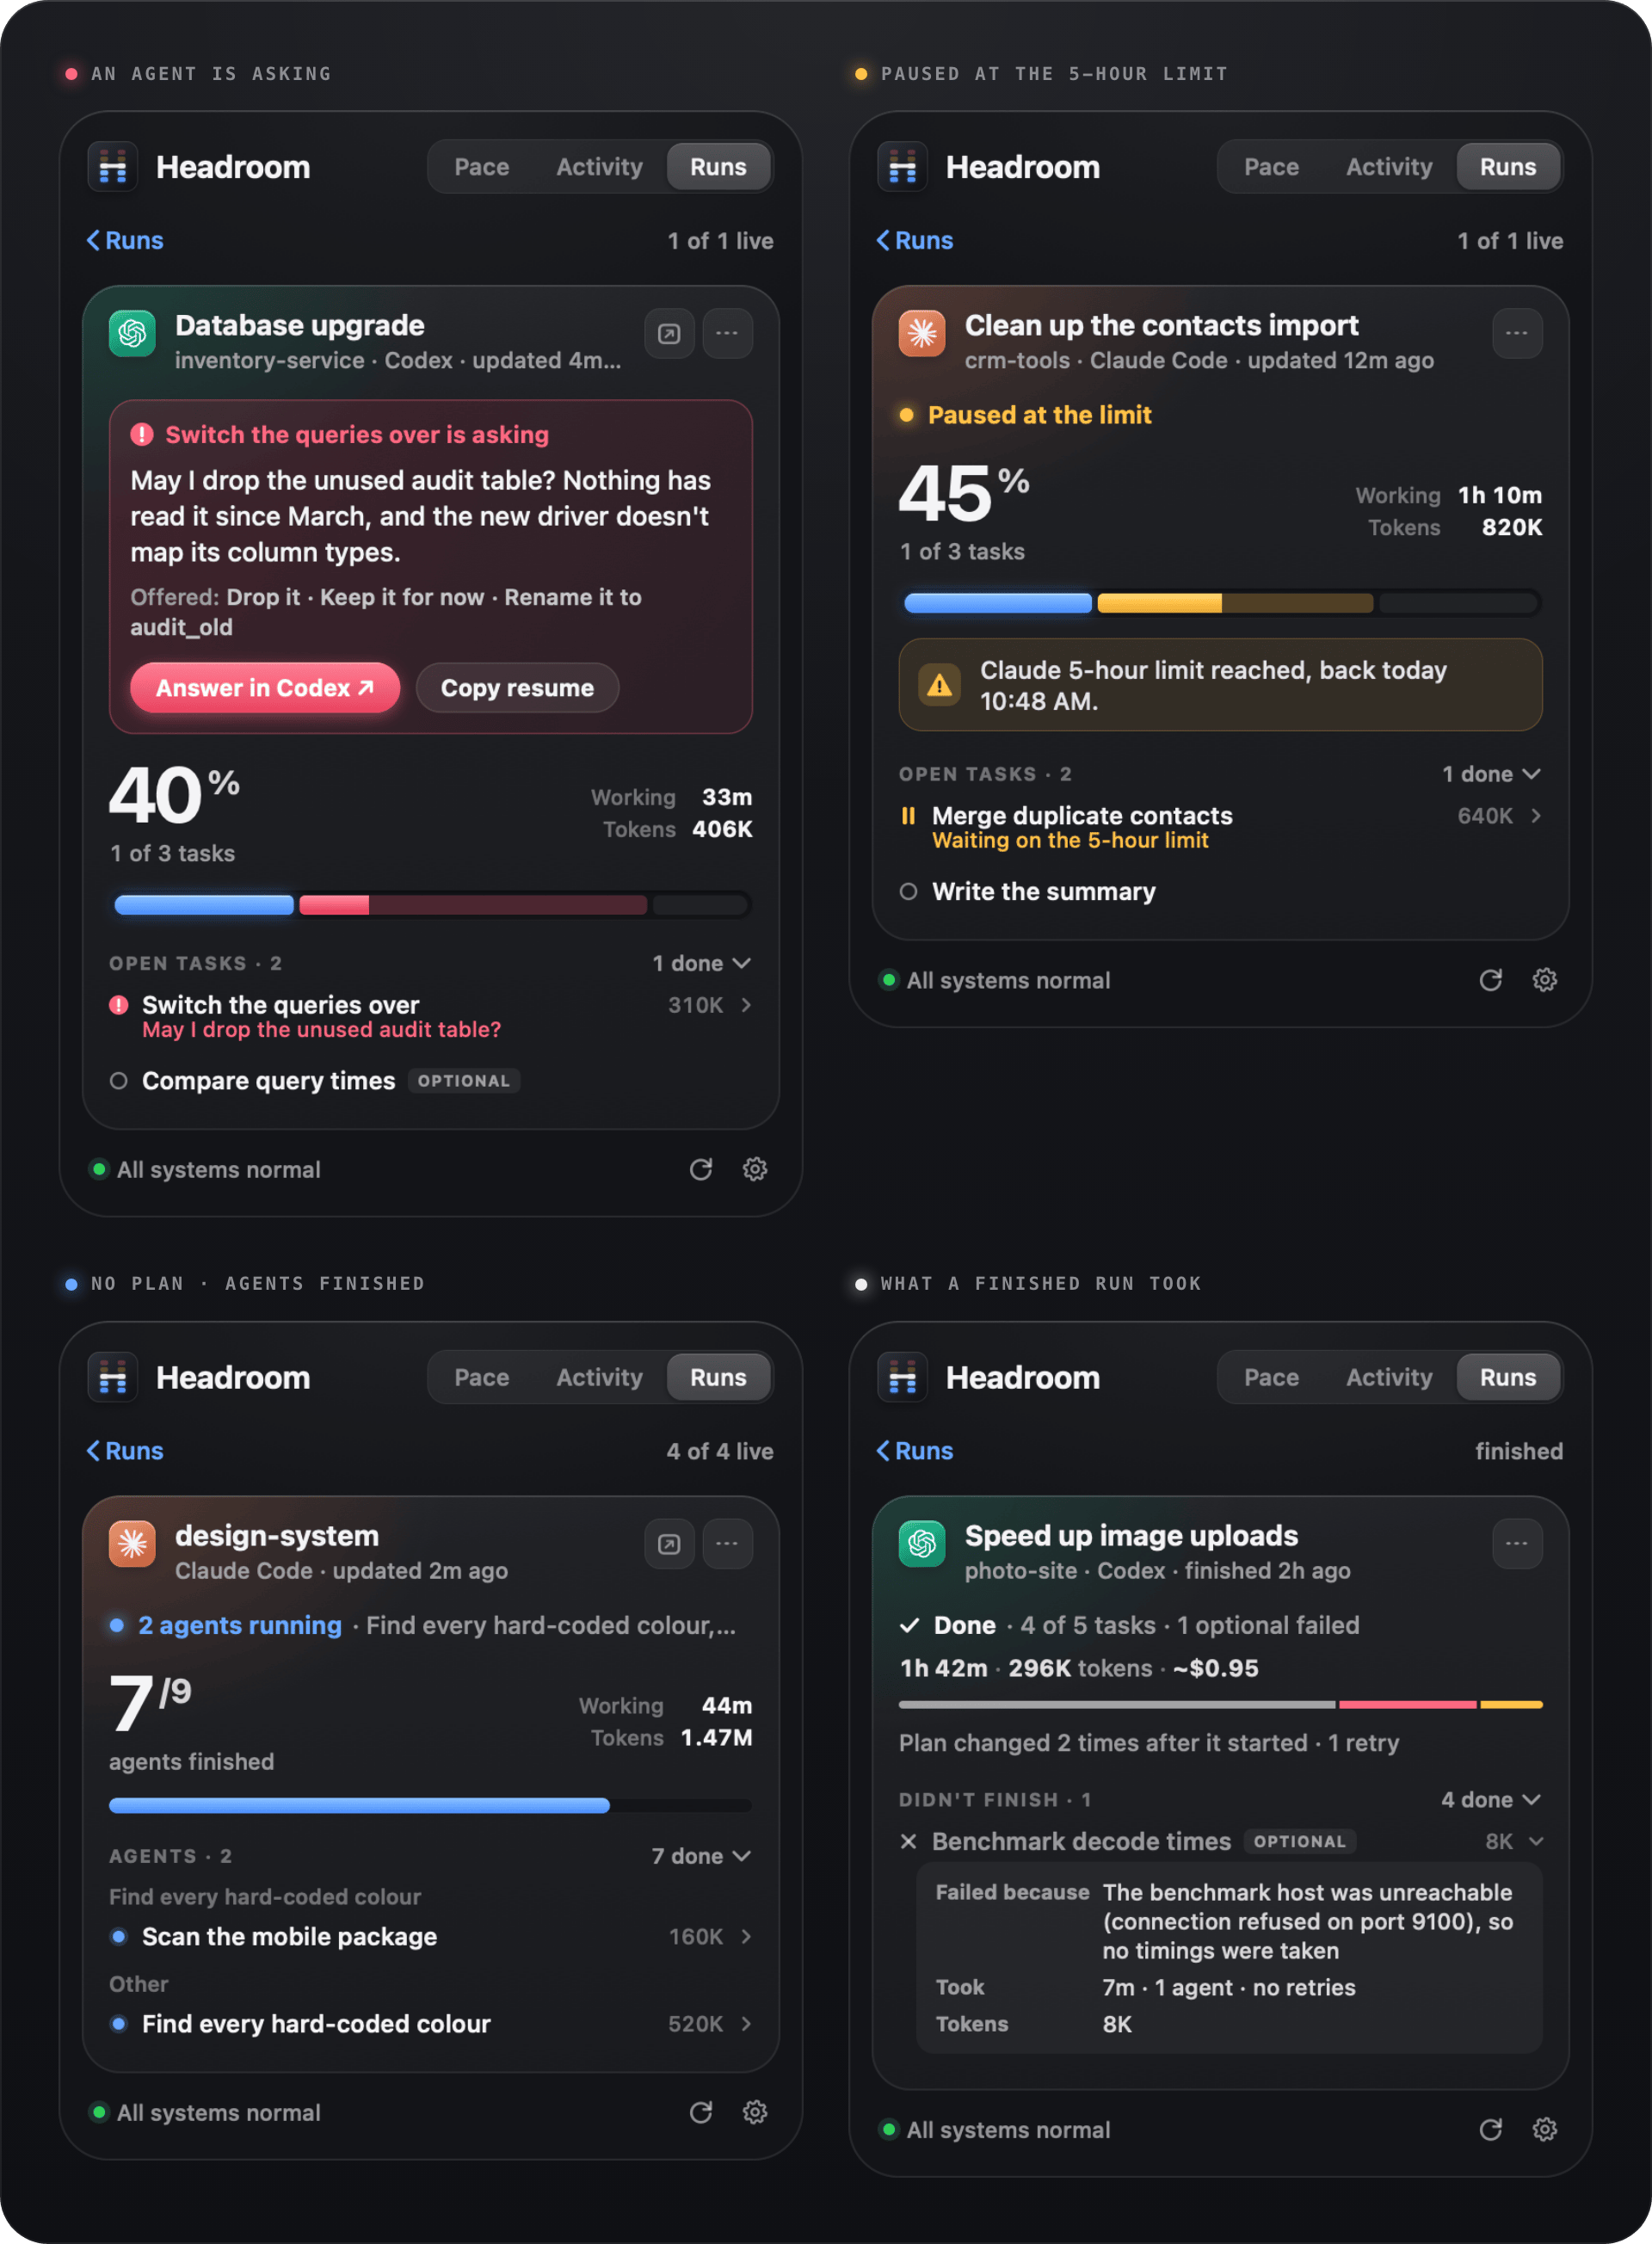 AN AGENT IS ASKING
Headroom
Pace
Activity
Runs
Runs
1 of 1 live
Database upgrade
inventory-service · Codex · updated 4m...
Switch the queries over is asking
May I drop the unused audit table? Nothing has
read it since March, and the new driver doesn't
map its column types.
Offered: Drop it · Keep it for now · Rename it to
audit_old
Answer in Codex ↗
Copy resume
40%
Working 33m
Tokens 406K
1 of 3 tasks
OPEN TASKS · 2
1 done
Switch the queries over
310K
May I drop the unused audit table?
Compare query times OPTIONAL
All systems normal
PAUSED AT THE 5-HOUR LIMIT
Headroom
Pace
Activity
Runs
Runs
1 of 1 live
Clean up the contacts import
crm-tools · Claude Code · updated 12m ago
Paused at the limit
45%
Working 1h 10m
Tokens 820K
1 of 3 tasks
Claude 5-hour limit reached, back today
10:48 AM.
OPEN TASKS · 2
1 done
Merge duplicate contacts
640K
Waiting on the 5-hour limit
Write the summary
All systems normal
NO PLAN · AGENTS FINISHED
Headroom
Pace
Activity
Runs
Runs
4 of 4 live
design-system
Claude Code · updated 2m ago
2 agents running · Find every hard-coded colour,...
7/9
Working 44m
Tokens 1.47M
agents finished
AGENTS · 2
7 done
Find every hard-coded colour
Scan the mobile package
160K
Other
Find every hard-coded colour
520K
All systems normal
WHAT A FINISHED RUN TOOK
Headroom
Pace
Activity
Runs
Runs
finished
Speed up image uploads
photo-site · Codex · finished 2h ago
Done · 4 of 5 tasks · 1 optional failed
1h 42m · 296K tokens · ~$0.95
Plan changed 2 times after it started · 1 retry
DIDN'T FINISH · 1
4 done
Benchmark decode times OPTIONAL
8K
Failed because The benchmark host was unreachable
(connection refused on port 9100), so
no timings were taken
Took 7m · 1 agent · no retries
Tokens 8K
All systems normal